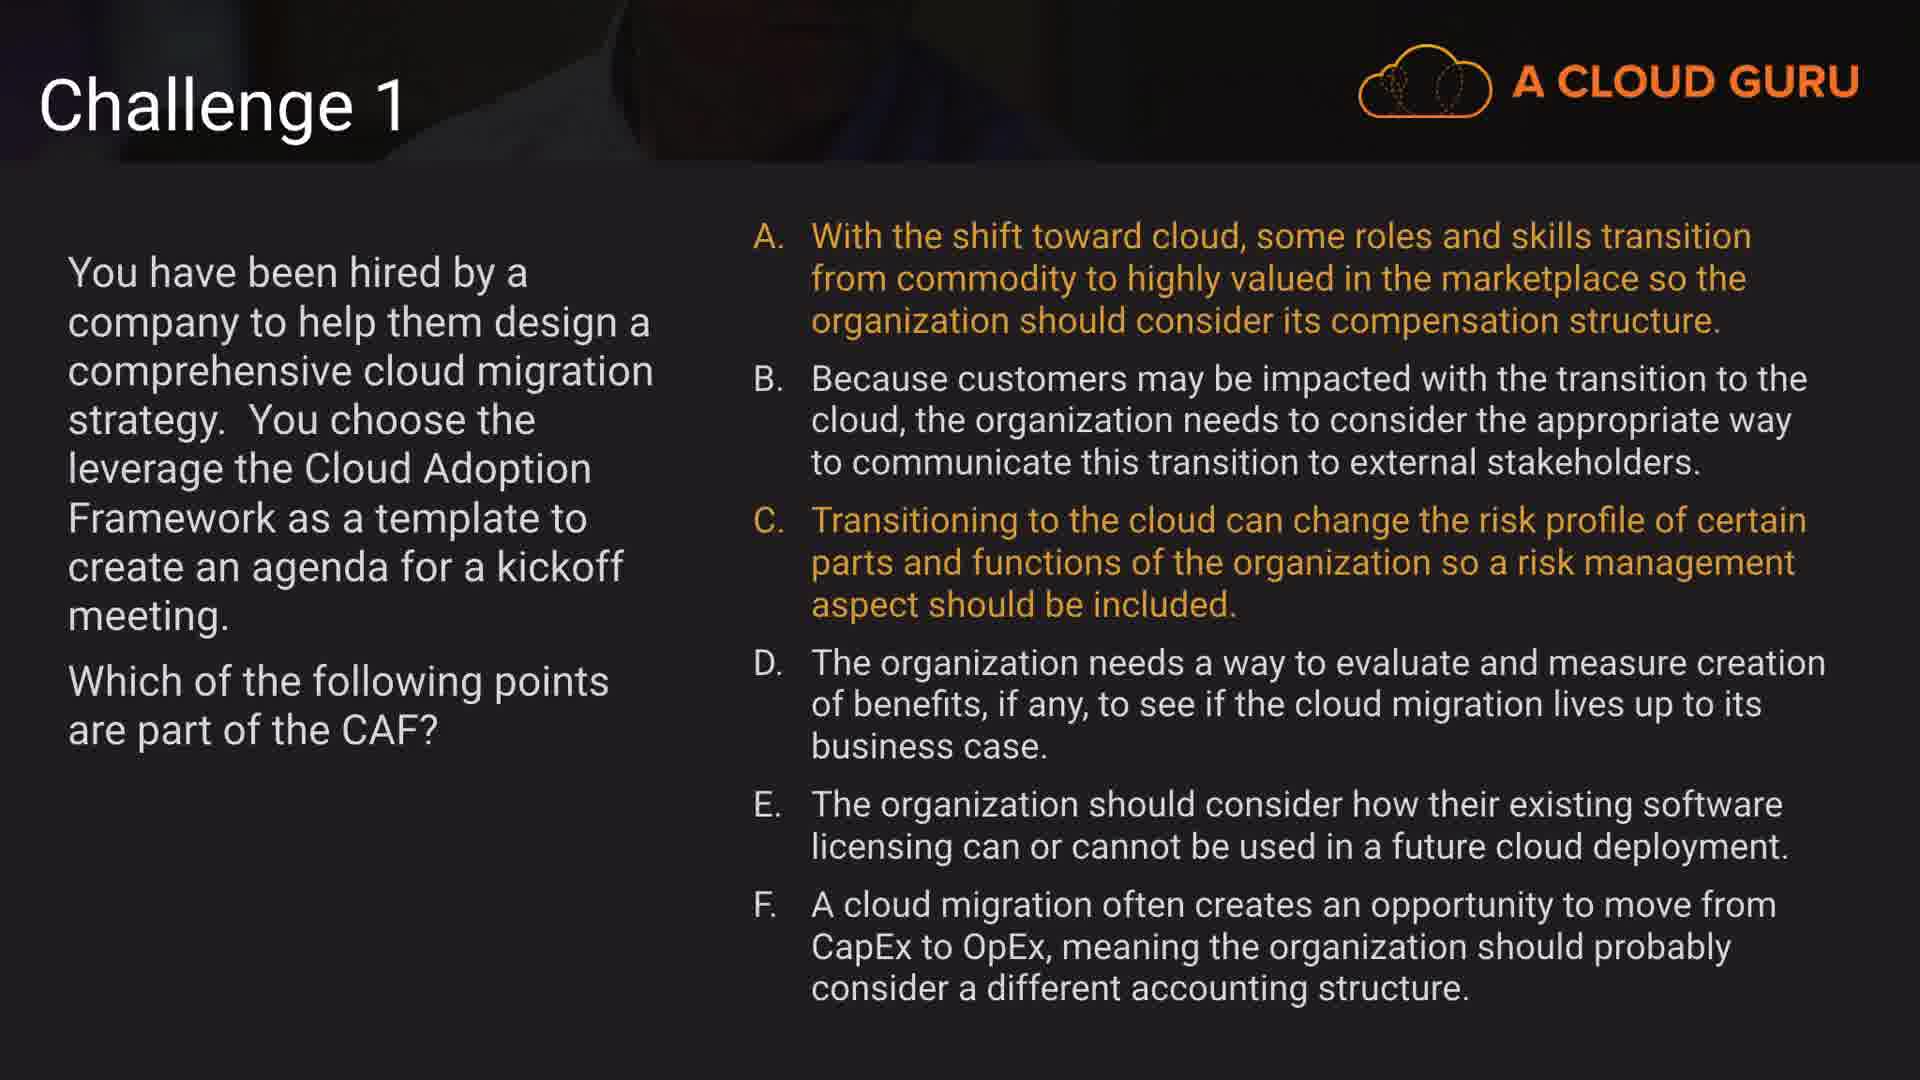 Challenge 1
A CLOUD GURU
You have been hired by a
company to help them design a
comprehensive cloud migration
strategy.  You choose the
leverage the Cloud Adoption
Framework as a template to
create an agenda for a kickoff
meeting.
Which of the following points
are part of the CAF?
A. With the shift toward cloud, some roles and skills transition
from commodity to highly valued in the marketplace so the
organization should consider its compensation structure.
B. Because customers may be impacted with the transition to the
cloud, the organization needs to consider the appropriate way
to communicate this transition to external stakeholders.
C. Transitioning to the cloud can change the risk profile of certain
parts and functions of the organization so a risk management
aspect should be included.
D. The organization needs a way to evaluate and measure creation
of benefits, if any, to see if the cloud migration lives up to its
business case.
E. The organization should consider how their existing software
licensing can or cannot be used in a future cloud deployment.
F. A cloud migration often creates an opportunity to move from
CapEx to OpEx, meaning the organization should probably
consider a different accounting structure.